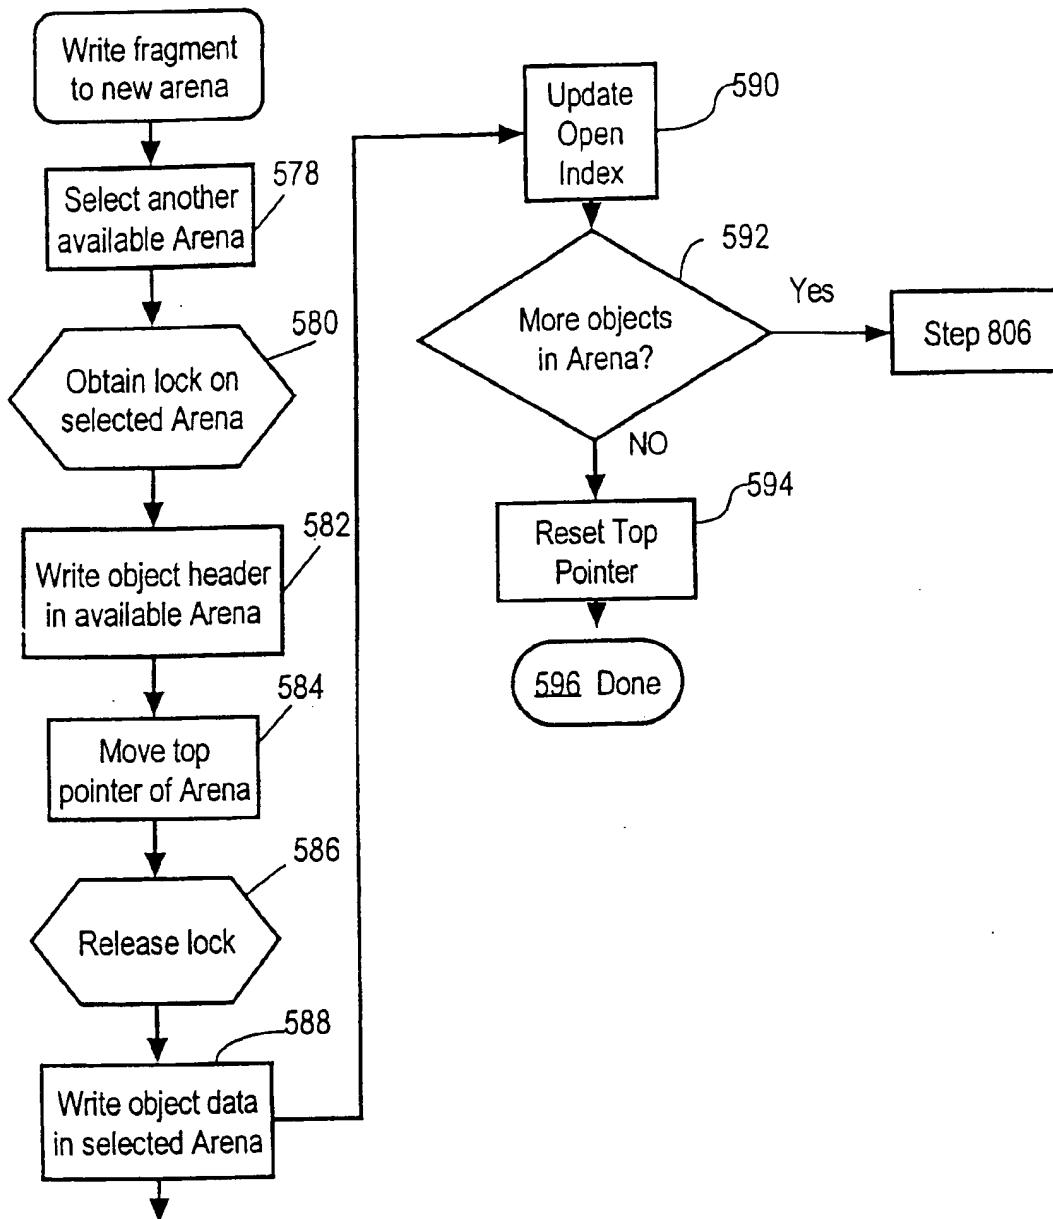 Write fragment
to new arena
578
Select another
available Arena
580
Obtain lock on
selected Arena
582
Write object header
in available Arena
584
Move top
pointer of Arena
586
Release lock
588
Write object data
in selected Arena
590
Update
Open
Index
592
More objects
in Arena?
Yes
Step 806
NO
594
Reset Top
Pointer
596 Done